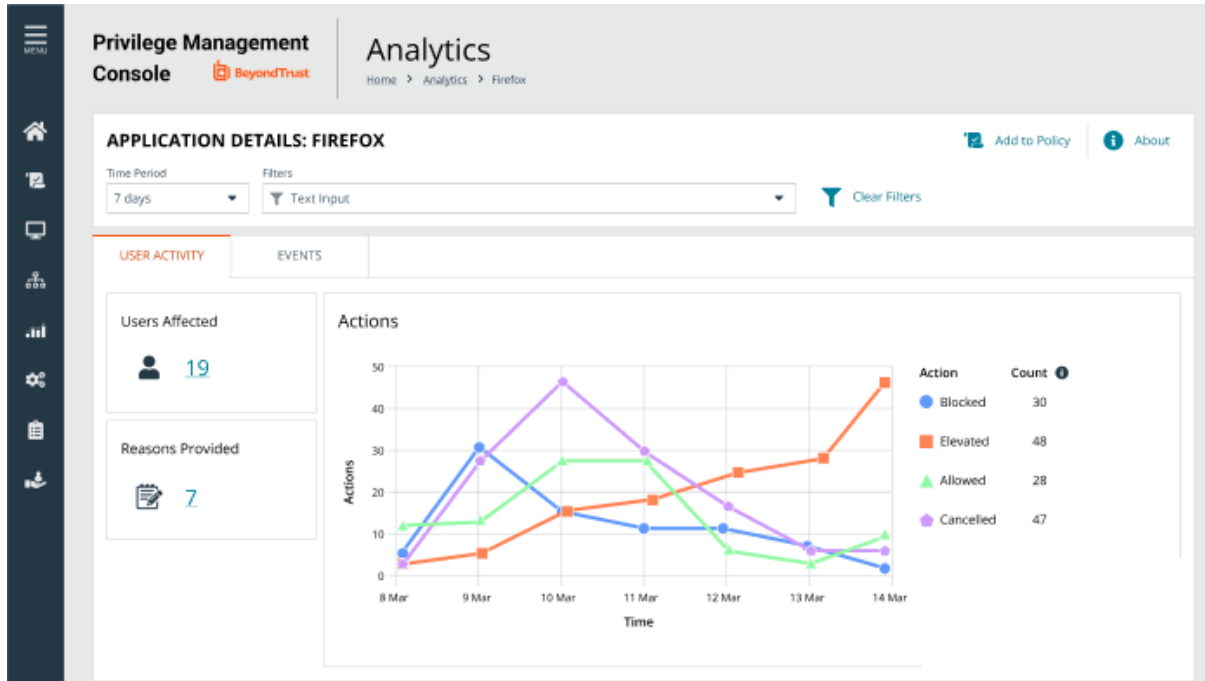 MENU
Privilege Management
Console
BeyondTrust
Analytics
Home > Analytics > Firefox
APPLICATION DETAILS: FIREFOX
Add to Policy
About
Time Period
Filters
7 days
Text Input
Clear Filters
USER ACTIVITY
EVENTS
Users Affected
19
Reasons Provided
7
Actions
50
40
30
20
10
0
Actions
8 Mar
9 Mar
10 Mar
11 Mar
12 Mar
13 Mar
14 Mar
Time
Action Count
Blocked 30
Elevated 48
Allowed 28
Cancelled 47